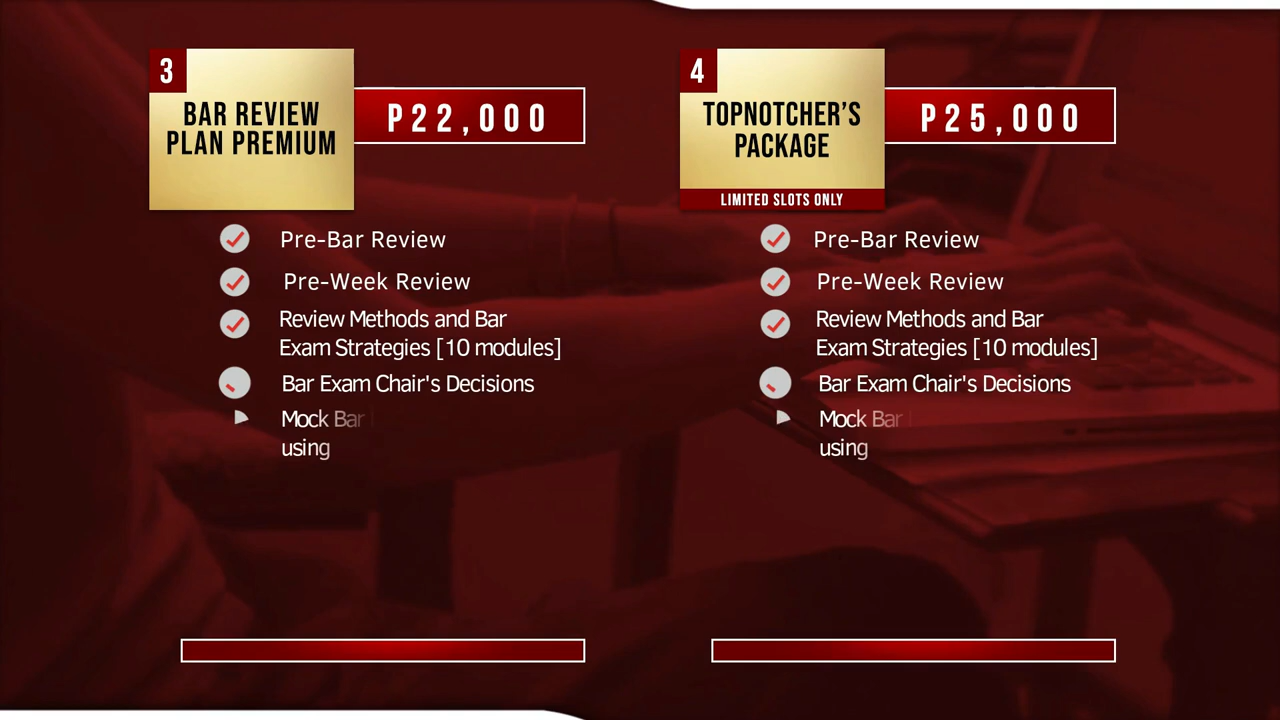 3
BAR REVIEW
PLAN PREMIUM
P22,000
Pre-Bar Review
Pre-Week Review
Review Methods and Bar
Exam Strategies [10 modules]
Bar Exam Chair's Decisions
Mock Bar
using
4
TOPNOTCHER'S
PACKAGE
LIMITED SLOTS ONLY
P25,000
Pre-Bar Review
Pre-Week Review
Review Methods and Bar
Exam Strategies [10 modules]
Bar Exam Chair's Decisions
Mock Bar
using